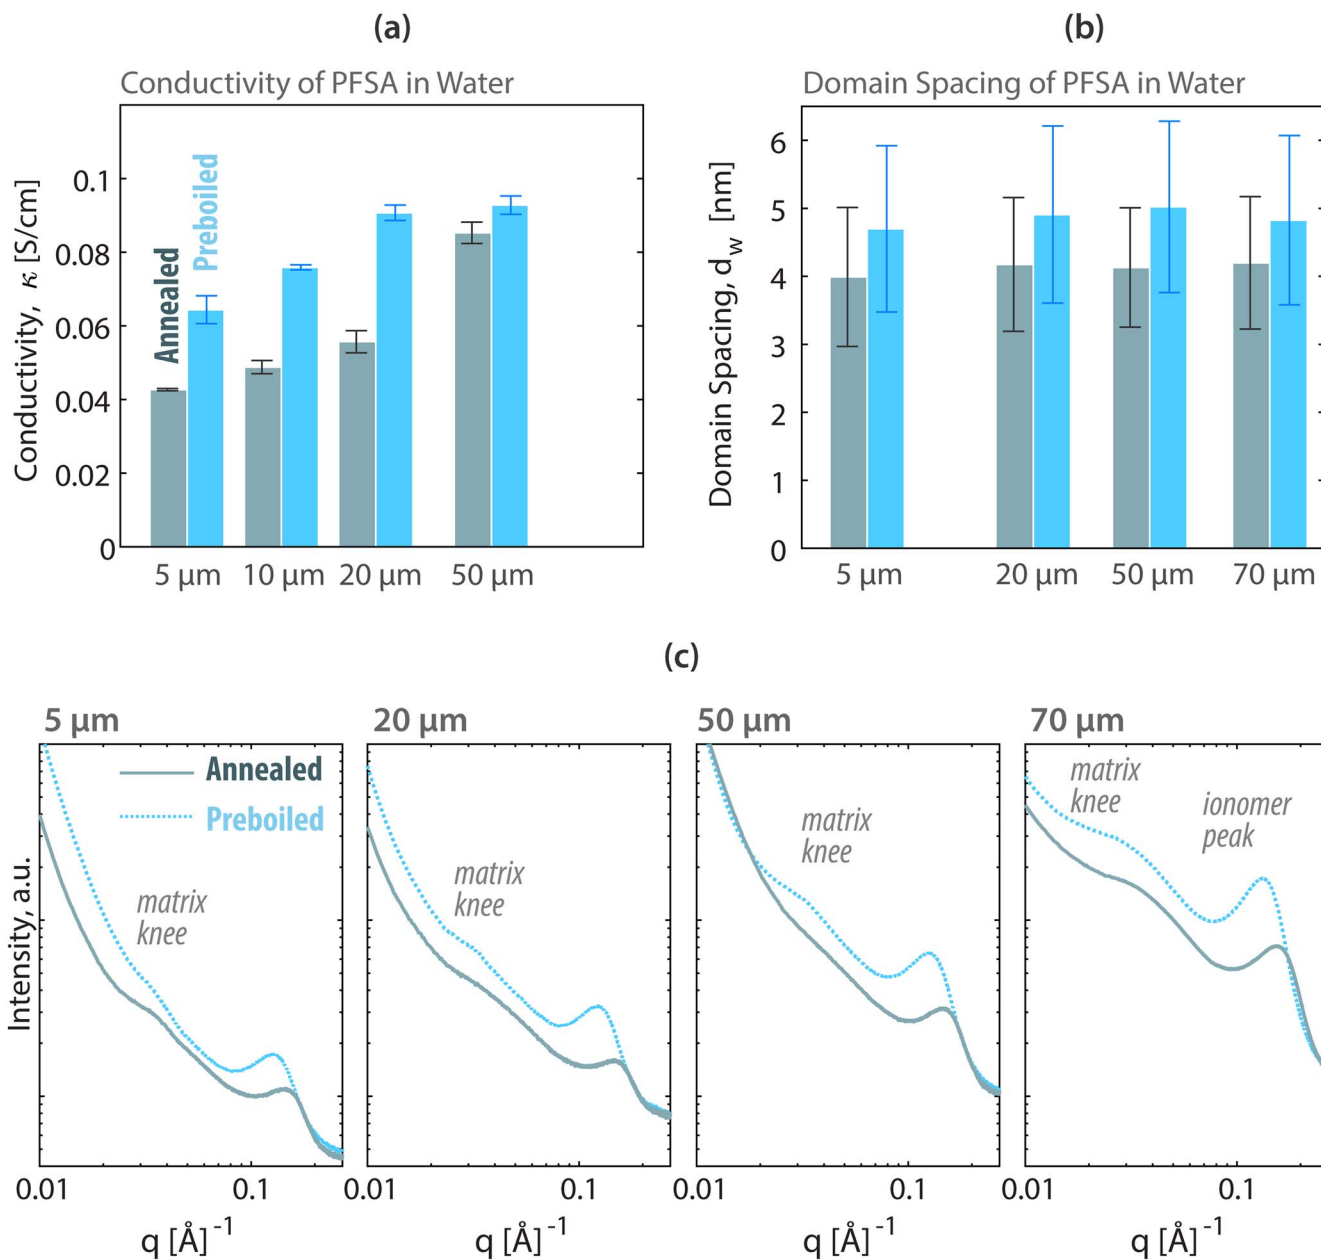 (a)
Conductivity of PFSA in Water
Conductivity, κ [S/cm]
0.1
0.08
0.06
0.04
0.02
0
Annealed
Preboiled
5 μm
10 μm
20 μm
50 μm
(b)
Domain Spacing of PFSA in Water
Domain Spacing, dw [nm]
6
5
4
3
2
1
0
5 μm
20 μm
50 μm
70 μm
(c)
5 μm
Annealed
Preboiled
matrix
knee
Intensity, a.u.
0.01
0.1
q [Å]-1
20 μm
matrix
knee
0.01
0.1
q [Å]-1
50 μm
matrix
knee
0.01
0.1
q [Å]-1
70 μm
matrix
knee
ionomer
peak
0.01
0.1
q [Å]-1